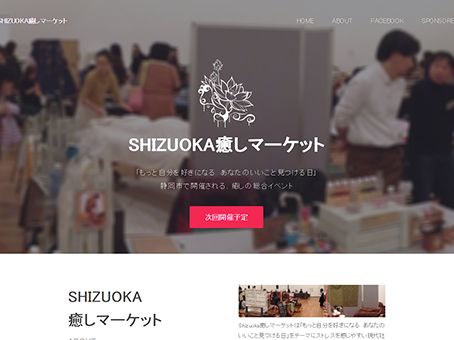 SHIZUOKA癒しマーケット
HOME ABOUT FACEBOOK SPONSORE
SHIZUOKA癒しマーケット
「もっと自分を好きになる あなたのいいこと見つける日」
静岡市で開催される、癒しの総合イベント
次回開催予定
SHIZUOKA
癒しマーケット
ABOUT
Shizuoka癒しマーケットは「もっと自分を好きになる あなたの
いいこと見つける日」をテーマにストレスを感じやすい現代社